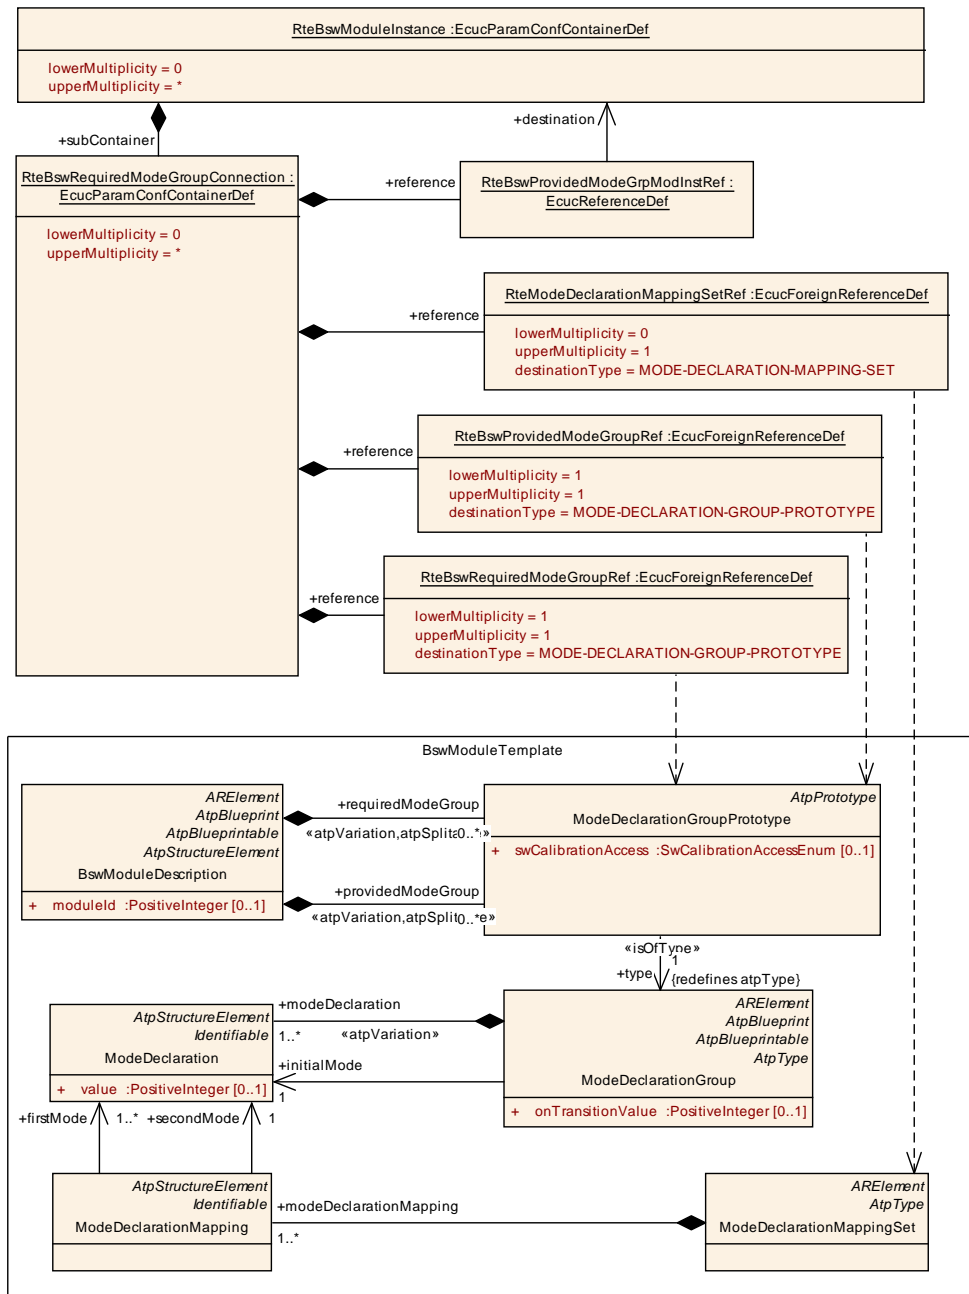 RteBswModuleInstance :EcucParamConfContainerDef
lowerMultiplicity = 0
upperMultiplicity = *
+destination
+subContainer
RteBswRequiredModeGroupConnection :
EcucParamConfContainerDef
lowerMultiplicity = 0
upperMultiplicity = *
+reference
RteBswProvidedModeGrpModInstRef :
EcucReferenceDef
+reference
RteModeDeclarationMappingSetRef :EcucForeignReferenceDef
lowerMultiplicity = 0
upperMultiplicity = 1
destinationType = MODE-DECLARATION-MAPPING-SET
+reference
RteBswProvidedModeGroupRef :EcucForeignReferenceDef
lowerMultiplicity = 1
upperMultiplicity = 1
destinationType = MODE-DECLARATION-GROUP-PROTOTYPE
+reference
RteBswRequiredModeGroupRef :EcucForeignReferenceDef
lowerMultiplicity = 1
upperMultiplicity = 1
destinationType = MODE-DECLARATION-GROUP-PROTOTYPE
BswModuleTemplate
ARElement
AtpBlueprint
AtpBlueprintable
AtpStructureElement
BswModuleDescription
+ moduleId :PositiveInteger [0..1]
+requiredModeGroup
0..*
+providedModeGroup
0..*
AtpPrototype
ModeDeclarationGroupPrototype
+ swCalibrationAccess :SwCalibrationAccessEnum [0..1]
«isOfType»
1
+type
{redefines atpType}
ARElement
AtpBlueprint
AtpBlueprintable
AtpType
ModeDeclarationGroup
+ onTransitionValue :PositiveInteger [0..1]
+modeDeclaration
1..*
«atpVariation»
+initialMode
1
AtpStructureElement
Identifiable
ModeDeclaration
+ value :PositiveInteger [0..1]
+firstMode
1..*
+secondMode
1
AtpStructureElement
Identifiable
ModeDeclarationMapping
+modeDeclarationMapping
1..*
ARElement
AtpType
ModeDeclarationMappingSet